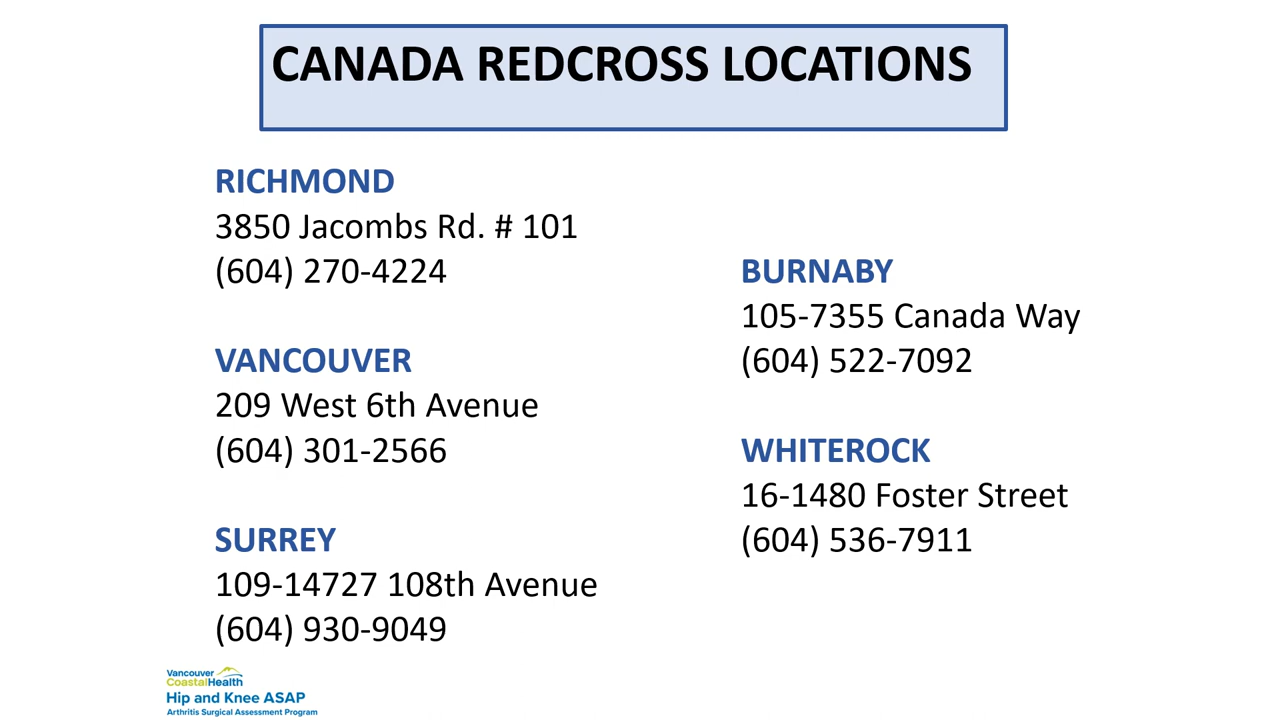 CANADA REDCROSS LOCATIONS
RICHMOND
3850 Jacombs Rd. # 101
(604) 270-4224
VANCOUVER
209 West 6th Avenue
(604) 301-2566
SURREY
109-14727 108th Avenue
(604) 930-9049
BURNABY
105-7355 Canada Way
(604) 522-7092
WHITEROCK
16-1480 Foster Street
(604) 536-7911
Vancouver
CoastalHealth
Hip and Knee ASAP
Arthritis Surgical Assessment Program